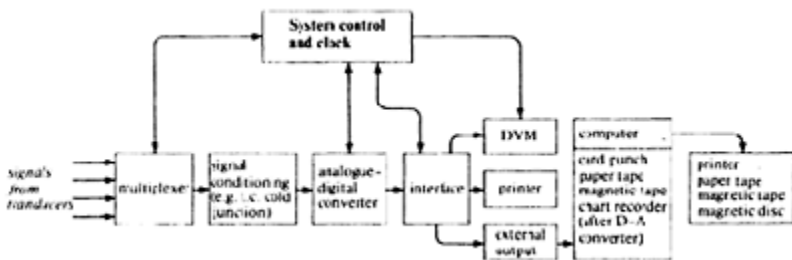 System control
and clock
DVM
computer
signals
from
tranducers
multiplexer
signal
conditioning
(e.g. t.c. cold
junction)
analogue-
digital
converter
interface
printer
external
output
card punch
paper tape
magnetic tape
chart recorder
(after D-A
converter)
printer
paper tape
magnetic tape
magnetic disc